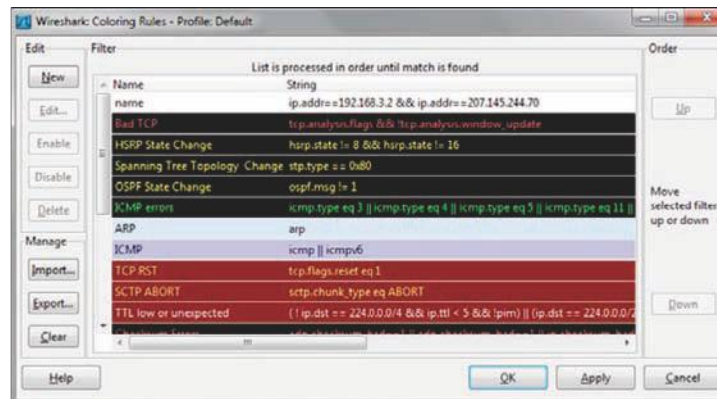 Wireshark: Coloring Rules - Profile: Default
Edit
Filter
Order
List is processed in order until match is found
New
Edit...
Enable
Disable
Delete
Manage
Import...
Export...
Clear
Name String
name ip.addr==192.168.3.2 && ip.addr==207.145.244.70
Bad TCP tcp.analysis.flags && !tcp.analysis.window_update
HSRP State Change hsrp.state != 8 && hsrp.state != 16
Spanning Tree Topology Change stp.type == 0x80
OSPF State Change ospf.msg != 1
ICMP errors icmp.type eq 3 || icmp.type eq 4 || icmp.type eq 5 || icmp.type eq 11 ||
ARP arp
ICMP icmp || icmpv6
TCP RST tcp.flags.reset eq 1
SCTP ABORT sctp.chunk_type eq ABORT
TTL low or unexpected ( ! ip.dst == 224.0.0.0/4 && ip.ttl < 5 && !pim) || (ip.dst == 224.0.0.0/2
Up
Move
selected filter
up or down
Down
Help
OK
Apply
Cancel